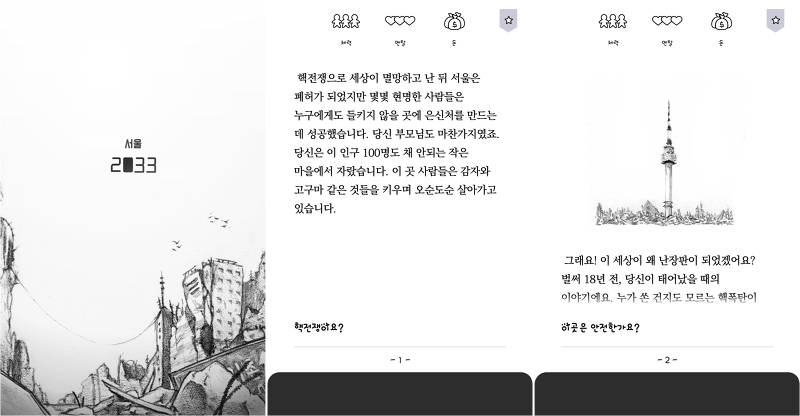 서울
2033
체력
멘탈
돈
핵전쟁으로 세상이 멸망하고 난 뒤 서울은
폐허가 되었지만 몇몇 현명한 사람들은
누구에게도 들키지 않을 곳에 은신처를 만드는
데 성공했습니다. 당신 부모님도 마찬가지였죠.
당신은 이 인구 100명도 채 안되는 작은
마을에서 자랐습니다. 이 곳 사람들은 감자와
고구마 같은 것들을 키우며 오순도순 살아가고
있습니다.
핵전쟁이요?
– 1 –
체력
멘탈
돈
$
그래요! 이 세상이 왜 난장판이 되었겠어요?
벌써 18년 전, 당신이 태어났을 때의
이야기에요. 누가 쏜 건지도 모르는 핵폭탄이
이곳은 안전한가요?
– 2 –